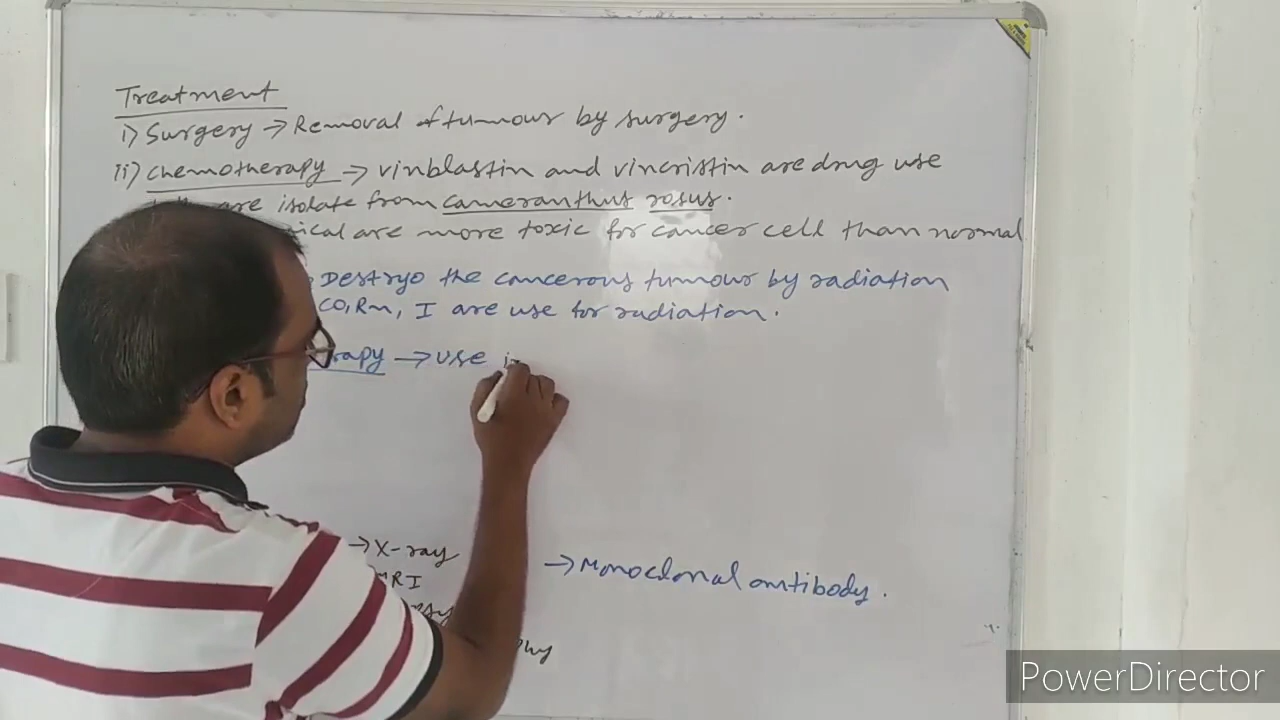 Treatment
i) Surgery → Removal of tumour by surgery.
ii) chemotherapy → vinblastin and vincristin are drug use
are isolate from cameranthus rosus.
ical are more toxic for cancer cell than normal
Destryo the cancerous tumour by radiation
CO, Rn, I are use for radiation.
rapy → use i
→ X-ray
MRI
→ Monoclonal antibody.
phy
PowerDirector